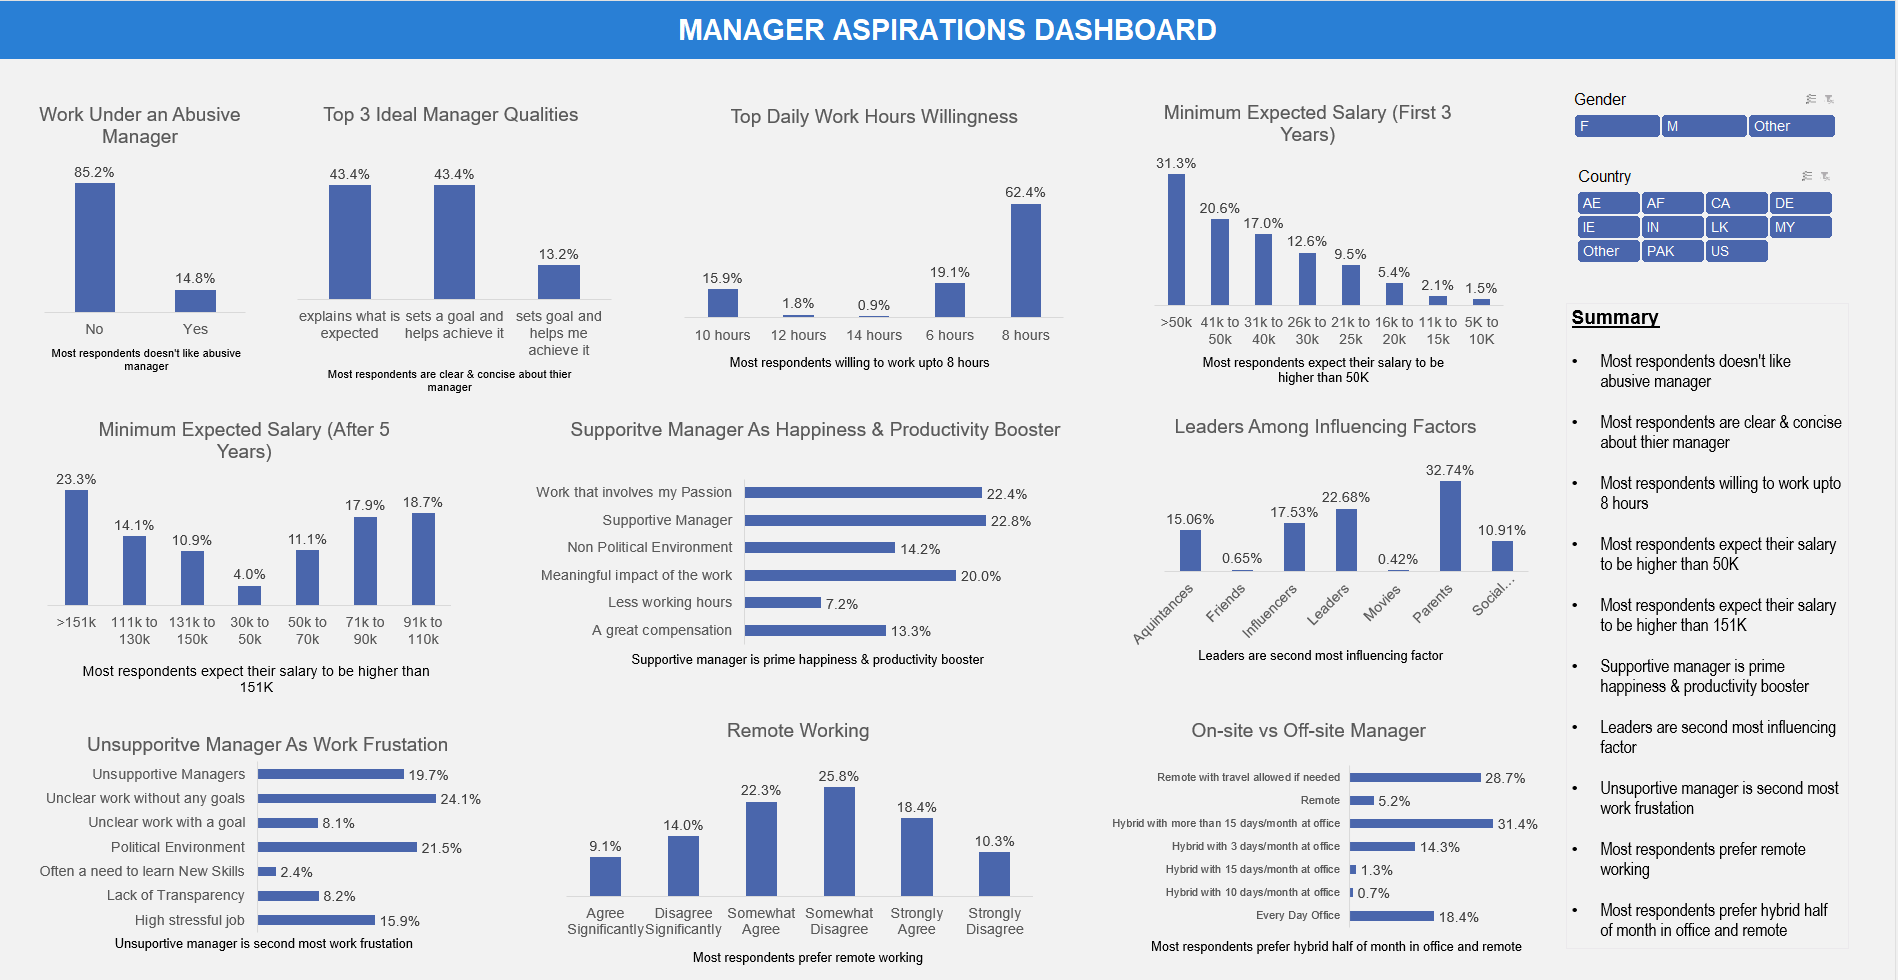 MANAGER ASPIRATIONS DASHBOARD
Work Under an Abusive
Manager
85.2%
14.8%
No Yes
Most respondents doesn't like abusive
manager
Top 3 Ideal Manager Qualities
43.4% 43.4%
13.2%
explains what is sets a goal and sets goal and
expected helps achieve it helps me
achieve it
Most respondents are clear & concise about thier
manager
Top Daily Work Hours Willingness
62.4%
15.9% 1.8% 0.9% 19.1%
10 hours 12 hours 14 hours 6 hours 8 hours
Most respondents willing to work upto 8 hours
Minimum Expected Salary (First 3
Years)
31.3%
20.6%
17.0%
12.6%
9.5%
5.4%
2.1% 1.5%
>50k 41k to 31k to 26k to 21k to 16k to 11k to 5K to
50k 40k 30k 25k 20k 15k 10K
Most respondents expect their salary to be
higher than 50K
Gender
F M Other
Country
AE AF CA DE
IE IN LK MY
Other PAK US
Minimum Expected Salary (After 5
Years)
23.3%
14.1%
10.9%
4.0%
11.1%
17.9%
18.7%
>151k 111k to 131k to 30k to 50k to 71k to 91k to
130k 150k 50k 70k 90k 110k
Most respondents expect their salary to be higher than
151K
Supporitve Manager As Happiness & Productivity Booster
Work that involves my Passion 22.4%
Supportive Manager 22.8%
Non Political Environment 14.2%
Meaningful impact of the work 20.0%
Less working hours 7.2%
A great compensation 13.3%
Supportive manager is prime happiness & productivity booster
Leaders Among Influencing Factors
15.06%
0.65%
17.53%
22.68%
0.42%
32.74%
10.91%
Aquintances Friends Influencers Leaders Movies Parents Social...
Leaders are second most influencing factor
Unsupporitve Manager As Work Frustation
Unsupportive Managers 19.7%
Unclear work without any goals 24.1%
Unclear work with a goal 8.1%
Political Environment 21.5%
Often a need to learn New Skills 2.4%
Lack of Transparency 8.2%
High stressful job 15.9%
Unsuportive manager is second most work frustation
Remote Working
9.1%
14.0%
22.3%
25.8%
18.4%
10.3%
Agree Disagree Somewhat Somewhat Strongly Strongly
Significantly Significantly Agree Disagree Agree Disagree
Most respondents prefer remote working
On-site vs Off-site Manager
Remote with travel allowed if needed 28.7%
Remote 5.2%
Hybrid with more than 15 days/month at office 31.4%
Hybrid with 3 days/month at office 14.3%
Hybrid with 15 days/month at office 1.3%
Hybrid with 10 days/month at office 0.7%
Every Day Office 18.4%
Most respondents prefer hybrid half of month in office and remote
Summary
• Most respondents doesn't like
abusive manager
• Most respondents are clear & concise
about thier manager
• Most respondents willing to work upto
8 hours
• Most respondents expect their salary
to be higher than 50K
• Most respondents expect their salary
to be higher than 151K
• Supportive manager is prime
happiness & productivity booster
• Leaders are second most influencing
factor
• Unsuportive manager is second most
work frustation
• Most respondents prefer remote
working
• Most respondents prefer hybrid half
of month in office and remote